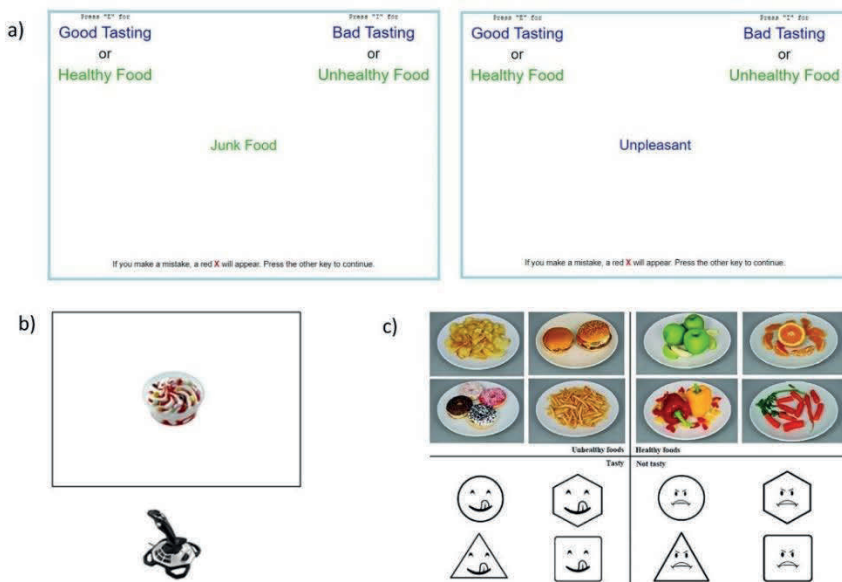 a)
Press "E" for
Good Tasting
or
Healthy Food
Press "I" for
Bad Tasting
or
Unhealthy Food
Junk Food
If you make a mistake, a red X will appear. Press the other key to continue.
Press "E" for
Good Tasting
or
Healthy Food
Press "I" for
Bad Tasting
or
Unhealthy Food
Unpleasant
If you make a mistake, a red X will appear. Press the other key to continue.
b)
c)
Unhealthy foods
Healthy foods
Tasty
Not tasty